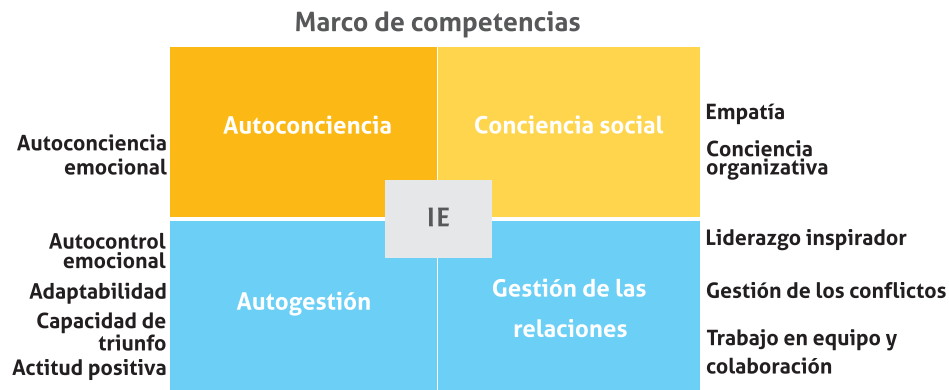 Marco de competencias
Autoconciencia
emocional
Autoconciencia
Conciencia social
Empatía
Conciencia
organizativa
IE
Autocontrol
emocional
Adaptabilidad
Capacidad de
triunfo
Actitud positiva
Autogestión
Gestión de las
relaciones
Liderazgo inspirador
Gestión de los conflictos
Trabajo en equipo y
colaboración